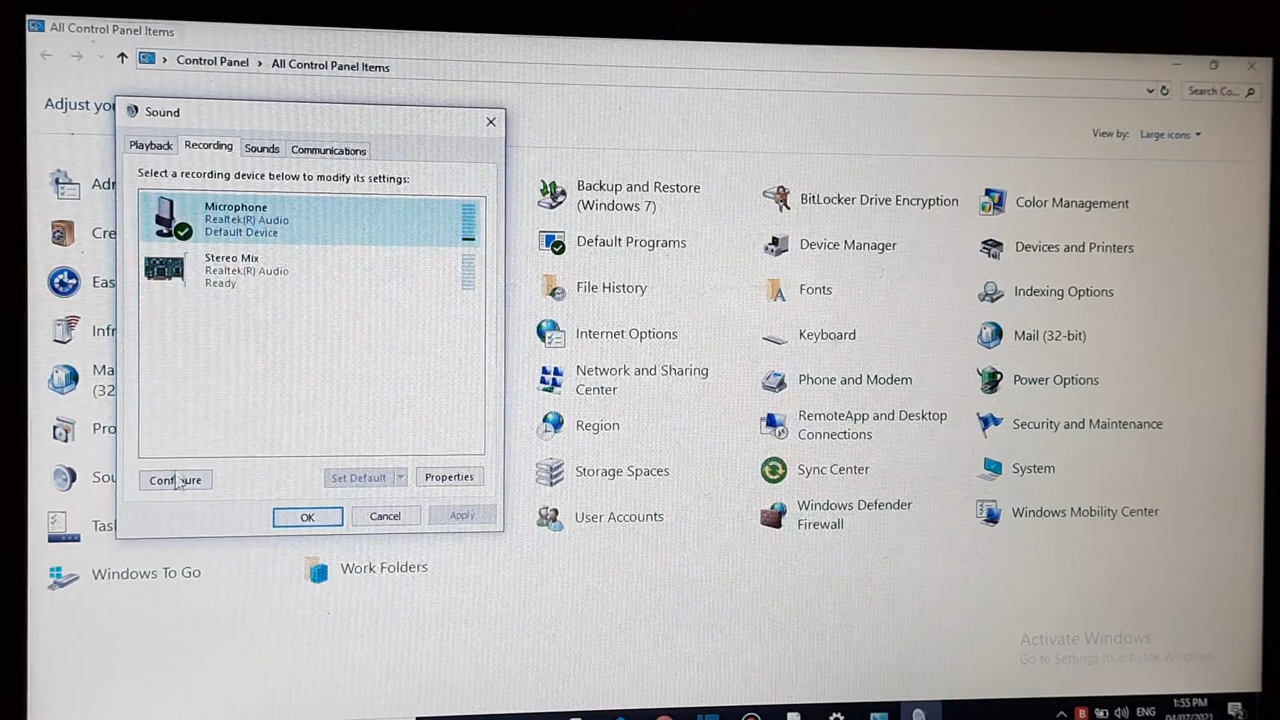 All Control Panel Items
Control Panel > All Control Panel Items
Search Co...
Adjust yo
View by: Large icons
Sound
Playback
Recording
Sounds
Communications
Select a recording device below to modify its settings:
Microphone
Realtek(R) Audio
Default Device
Stereo Mix
Realtek(R) Audio
Ready
Configure
Set Default
Properties
OK
Cancel
Apply
Cre
Eas
Infr
Ma
(32
Pro
Sou
Tas
Windows To Go
Work Folders
Backup and Restore
(Windows 7)
Default Programs
File History
Internet Options
Network and Sharing
Center
Region
Storage Spaces
User Accounts
BitLocker Drive Encryption
Device Manager
Fonts
Keyboard
Phone and Modem
RemoteApp and Desktop
Connections
Sync Center
Windows Defender
Firewall
Color Management
Devices and Printers
Indexing Options
Mail (32-bit)
Power Options
Security and Maintenance
System
Windows Mobility Center
Activate Windows
Go to Settings to activate Windows.
ENG
1:55 PM